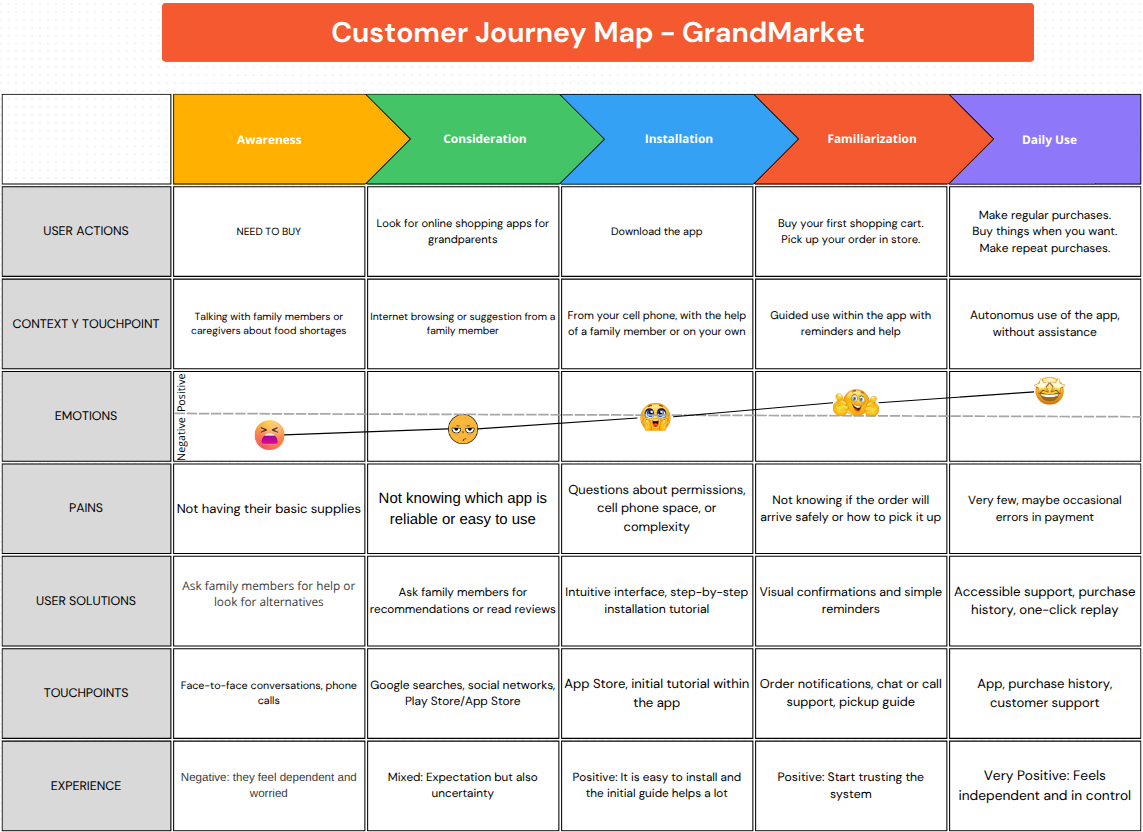 Customer Journey Map - GrandMarket
Awareness
Consideration
Installation
Familiarization
Daily Use
USER ACTIONS
NEED TO BUY
Look for online shopping apps for
grandparents
Download the app
Buy your first shopping cart.
Pick up your order in store.
Make regular purchases.
Buy things when you want.
Make repeat purchases.
CONTEXT Y TOUCHPOINT
Talking with family members or
caregivers about food shortages
Internet browsing or suggestion from a
family member
From your cell phone, with the help
of a family member or on your own
Guided use within the app with
reminders and help
Autonomus use of the app,
without assistance
EMOTIONS
Positive
Negative
PAINS
Not having their basic supplies
Not knowing which app is
reliable or easy to use
Questions about permissions,
cell phone space, or
complexity
Not knowing if the order will
arrive safely or how to pick it up
Very few, maybe occasional
errors in payment
USER SOLUTIONS
Ask family members for help or
look for alternatives
Ask family members for
recommendations or read reviews
Intuitive interface, step-by-step
installation tutorial
Visual confirmations and simple
reminders
Accessible support, purchase
history, one-click replay
TOUCHPOINTS
Face-to-face conversations, phone
calls
Google searches, social networks,
Play Store/App Store
App Store, initial tutorial within
the app
Order notifications, chat or call
support, pickup guide
App, purchase history,
customer support
EXPERIENCE
Negative: they feel dependent and
worried
Mixed: Expectation but also
uncertainty
Positive: It is easy to install and
the initial guide helps a lot
Positive: Start trusting the
system
Very Positive: Feels
independent and in control